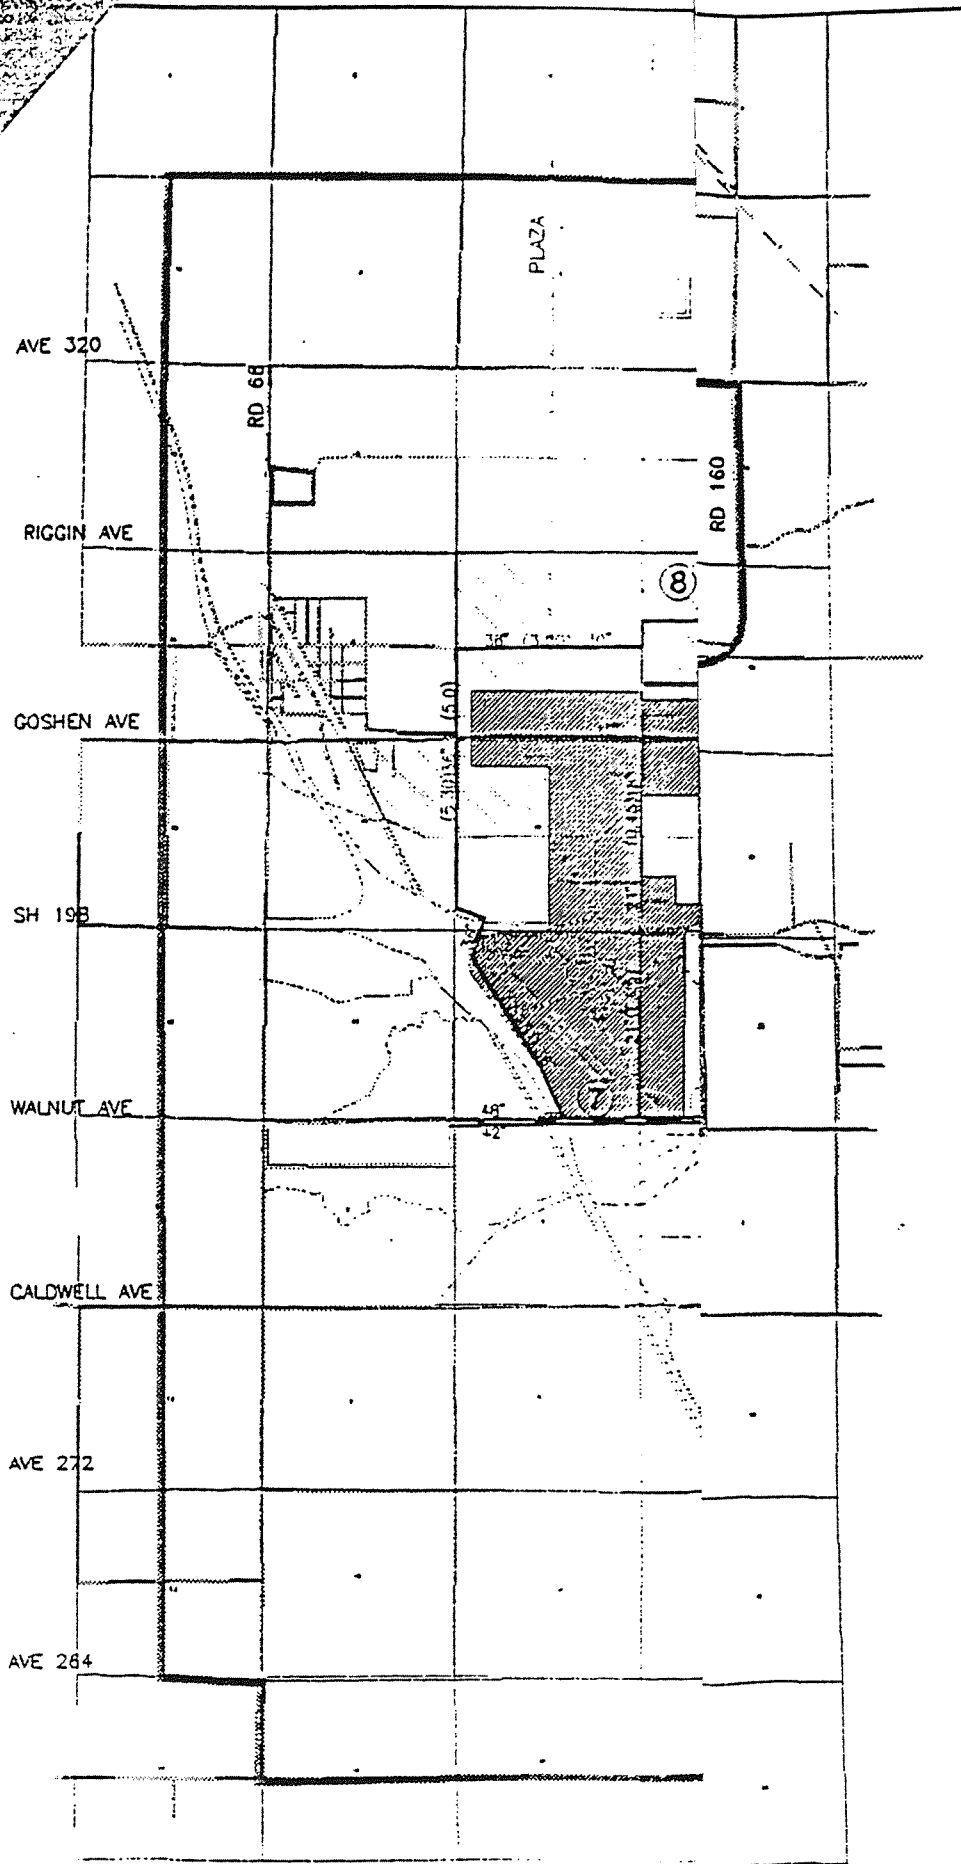 PLAZA
AVE 320
RD 68
RD 160
RIGGIN AVE
8
36"
(5.0)
GOSHEN AVE
SH 198
7
WALNUT AVE
48"
42"
CALDWELL AVE
AVE 272
AVE 264